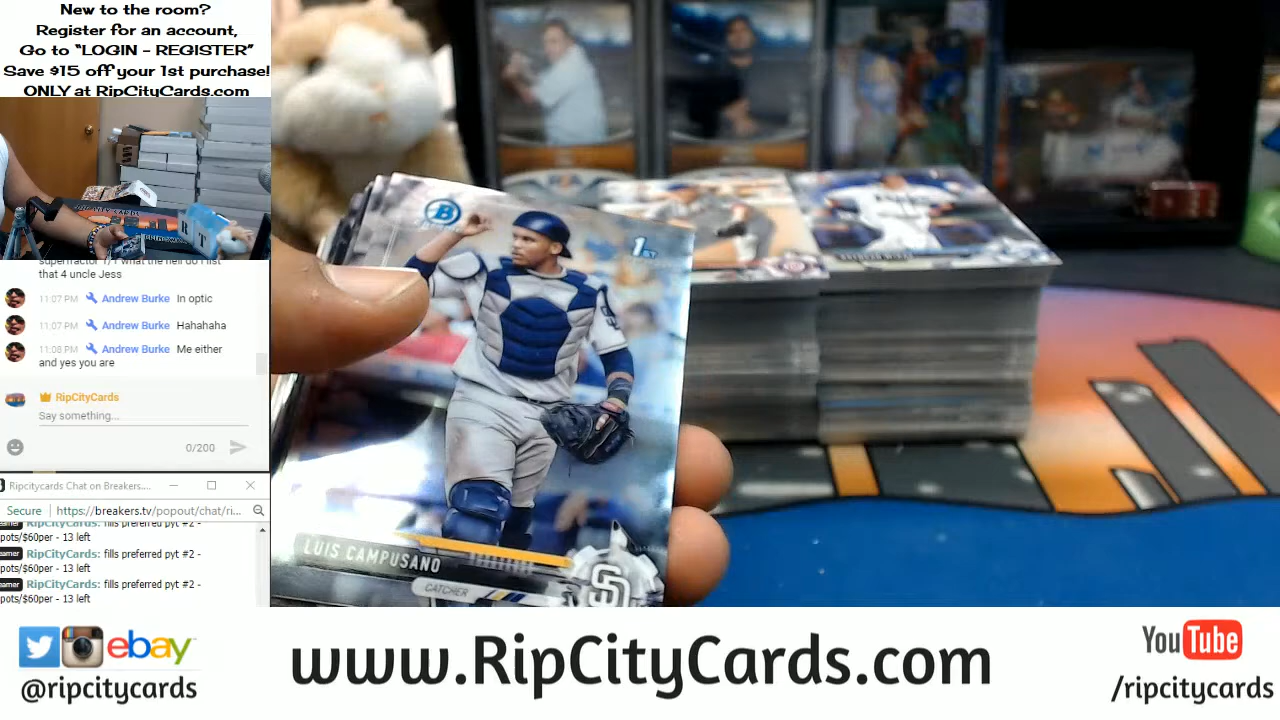 New to the room?
Register for an account,
Go to "LOGIN - REGISTER"
Save $15 off your 1st purchase!
ONLY at RipCityCards.com
that 4 uncle Jess
11:07 PM Andrew Burke In optic
11:07 PM Andrew Burke Hahahaha
11:08 PM Andrew Burke Me either
and yes you are
RipCityCards
Say something...
0/200
Ripcitycards Chat on Breakers....
Secure https://breakers.tv/popout/chat/ri...
RipCityCards: fills preferred pyt #2 -
pots/$60per - 13 left
RipCityCards: fills preferred pyt #2 -
pots/$60per - 13 left
RipCityCards: fills preferred pyt #2 -
pots/$60per - 13 left
B
1ST
LUIS CAMPUSANO
CATCHER
SD
ebay
@ripcitycards
www.RipCityCards.com
YouTube
/ripcitycards